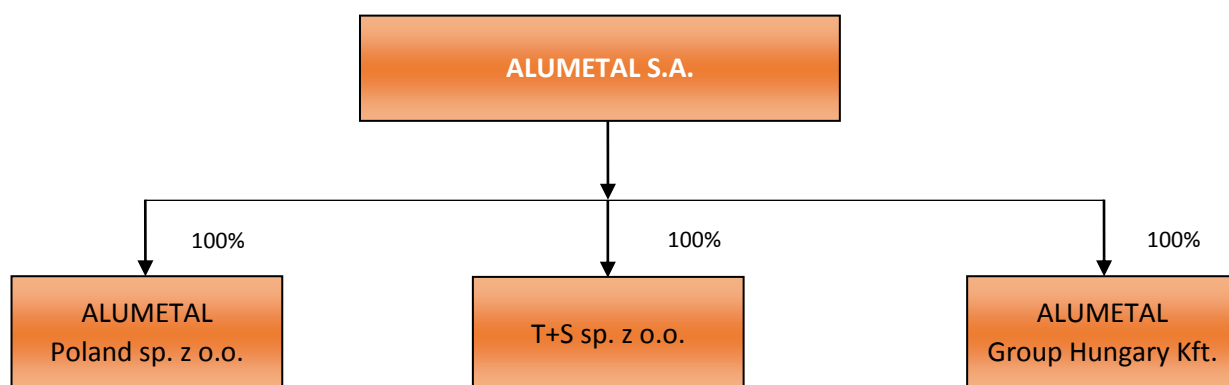 ALUMETAL S.A.
100%
100%
100%
ALUMETAL
Poland sp. z o.o.
T+S sp. z o.o.
ALUMETAL
Group Hungary Kft.